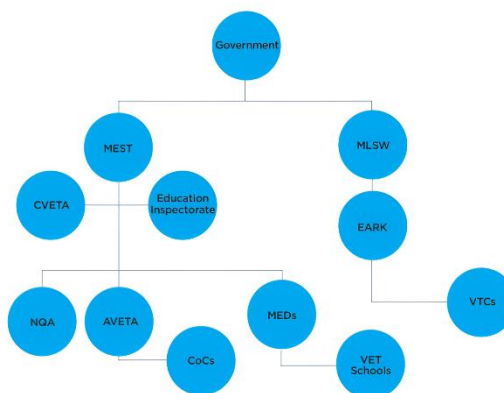 Government
MEST
MLSW
CVETA
Education
Inspectorate
EARK
NQA
AVETA
MEDs
VTCs
CoCs
VET
Schools